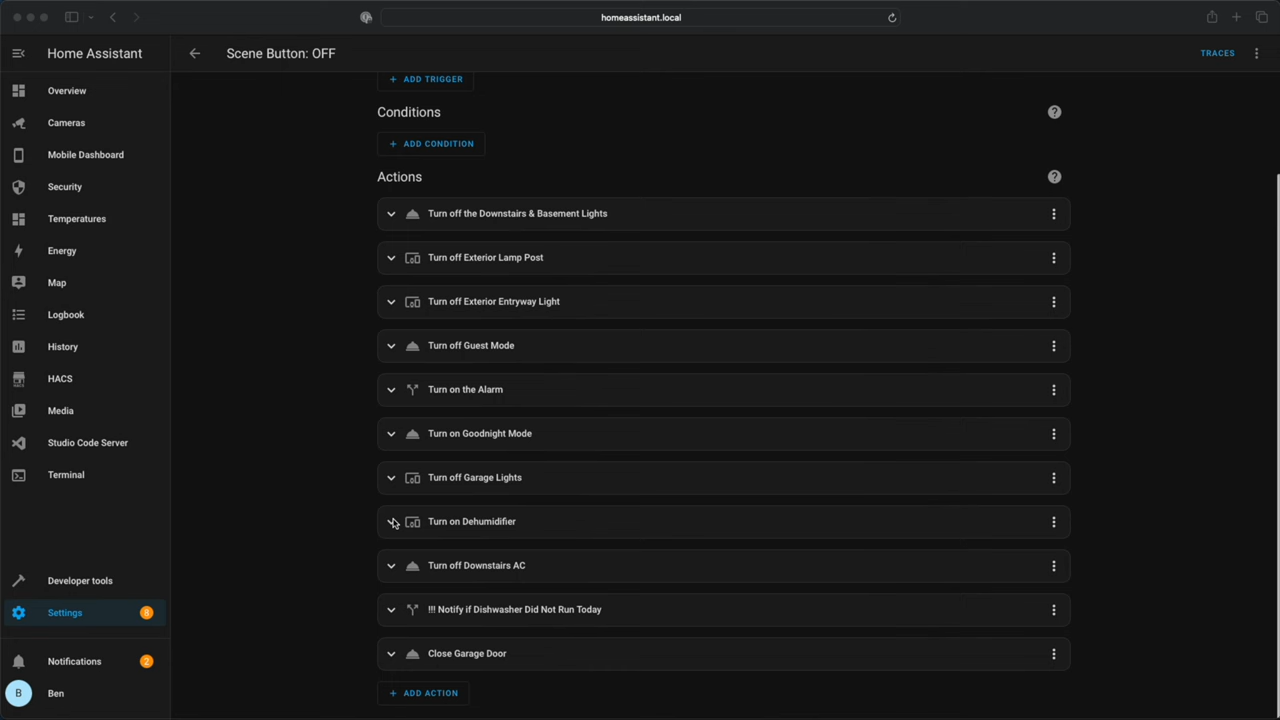 homeassistant.local
Home Assistant
Scene Button: OFF
TRACES
Overview
Cameras
Mobile Dashboard
Security
Temperatures
Energy
Map
Logbook
History
HACS
Media
Studio Code Server
Terminal
Developer tools
Settings 8
Notifications 2
B Ben
+ ADD TRIGGER
Conditions
+ ADD CONDITION
Actions
Turn off the Downstairs & Basement Lights
Turn off Exterior Lamp Post
Turn off Exterior Entryway Light
Turn off Guest Mode
Turn on the Alarm
Turn on Goodnight Mode
Turn off Garage Lights
Turn on Dehumidifier
Turn off Downstairs AC
!!! Notify if Dishwasher Did Not Run Today
Close Garage Door
+ ADD ACTION